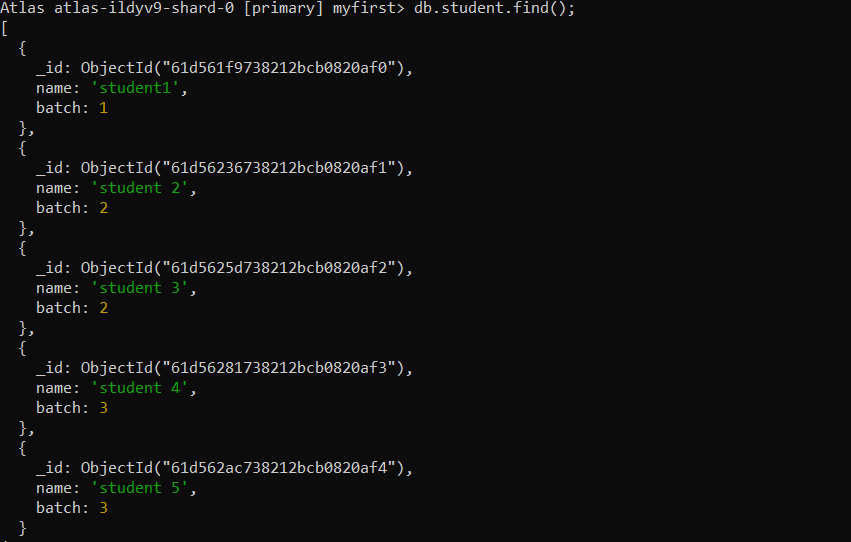 Atlas atlas-ildyv9-shard-0 [primary] myfirst> db.student.find();
[
  {
    _id: ObjectId("61d561f9738212bcb0820af0"),
    name: 'student1',
    batch: 1
  },
  {
    _id: ObjectId("61d56236738212bcb0820af1"),
    name: 'student 2',
    batch: 2
  },
  {
    _id: ObjectId("61d5625d738212bcb0820af2"),
    name: 'student 3',
    batch: 2
  },
  {
    _id: ObjectId("61d56281738212bcb0820af3"),
    name: 'student 4',
    batch: 3
  },
  {
    _id: ObjectId("61d562ac738212bcb0820af4"),
    name: 'student 5',
    batch: 3
  }